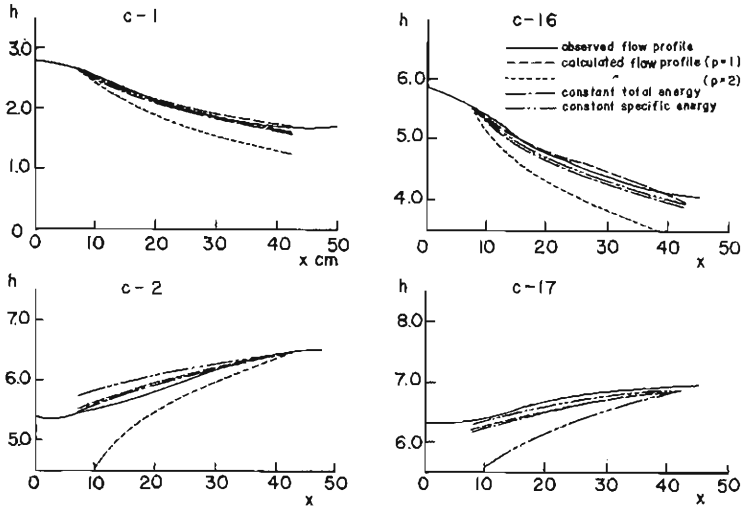 h
c-1
3.0
2.0
1.0
0
0
10
20
30
40
50
x cm
h
c-16
observed flow profile
calculated flow profile (p=1)
〃 (p=2)
constant total energy
constant specific energy
6.0
5.0
4.0
0
10
20
30
40
50
x
h
c-2
7.0
6.0
5.0
0
10
20
30
40
50
x
h
c-17
8.0
7.0
6.0
0
10
20
30
40
50
x